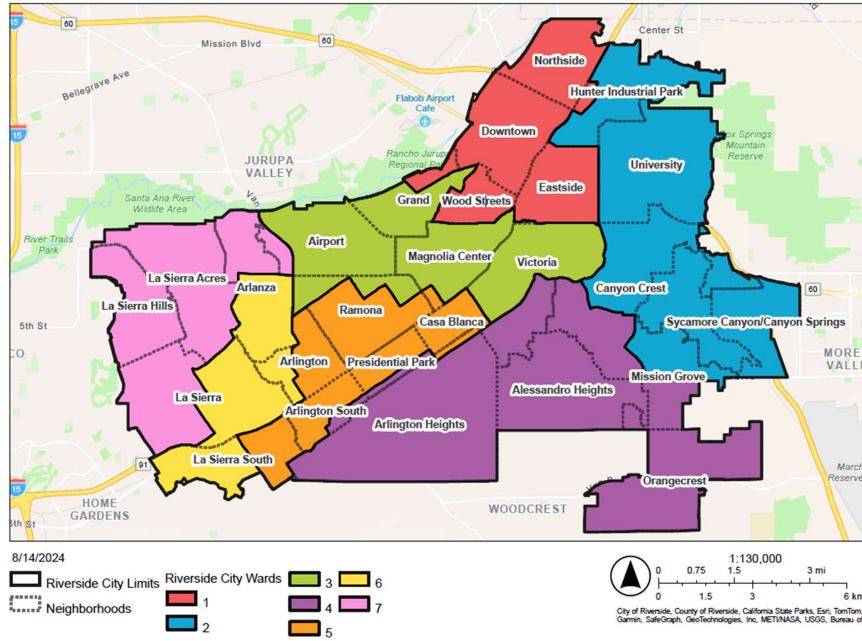 60
Center St
15
Mission Blvd
60
Northside
Bellegrave Ave
Hunter Industrial Park
Flabob Airport
Cafe
15
Downtown
ox Springs
Mountain
Reserve
JURUPA
VALLEY
Rancho Jurupa
Regional Par
University
Van
Eastside
Santa Ana River
Wildlife Area
Grand
Wood Streets
River Trails
Park
Airport
Magnolia Center
Victoria
La Sierra Acres
Arlanza
Canyon Crest
60
La Sierra Hills
Ramona
Casa Blanca
Sycamore Canyon/Canyon Springs
5th St
CO
Arlington
Presidential Park
MORE
VALL
Mission Grove
La Sierra
Alessandro Heights
Arlington South
Arlington Heights
La Sierra South
91
March
Reserve
Orangecrest
15
HOME
GARDENS
WOODCREST
6th St
8/14/2024
Riverside City Limits
Neighborhoods
Riverside City Wards
1
2
3
4
5
6
7
1:130,000
0 0.75 1.5 3 mi
0 1.5 3 6 km
City of Riverside, County of Riverside, California State Parks, Esri, TomTom,
Garmin, SafeGraph, GeoTechnologies, Inc, METI/NASA, USGS, Bureau of